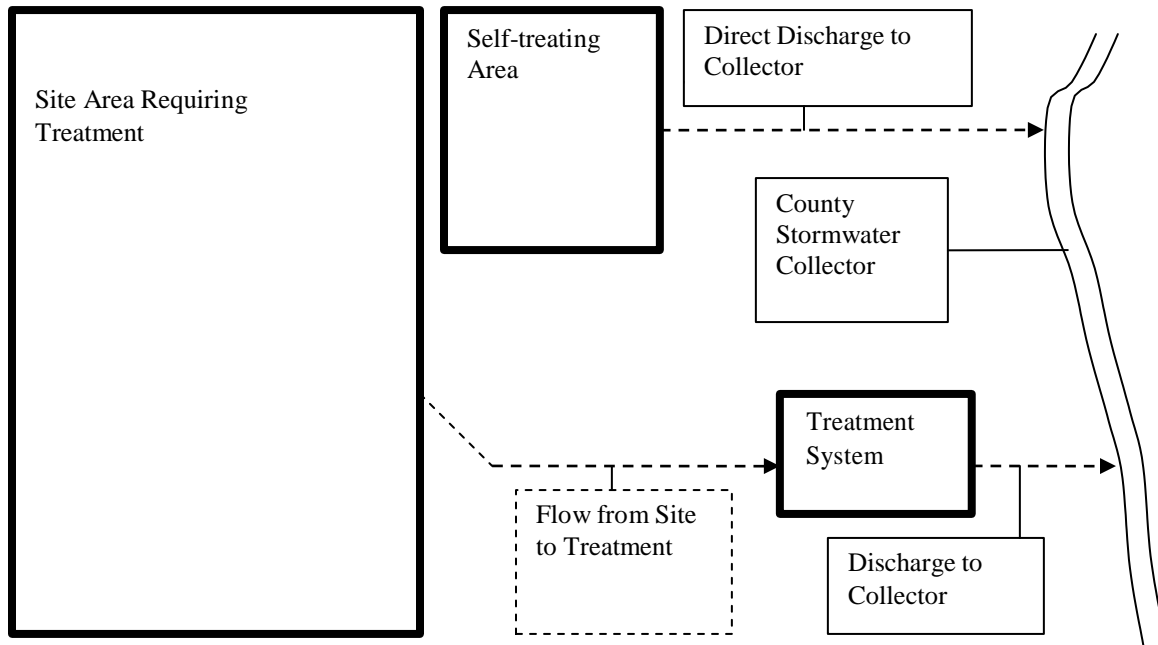 Site Area Requiring
Treatment
Self-treating
Area
Direct Discharge to
Collector
County
Stormwater
Collector
Treatment
System
Flow from Site
to Treatment
Discharge to
Collector